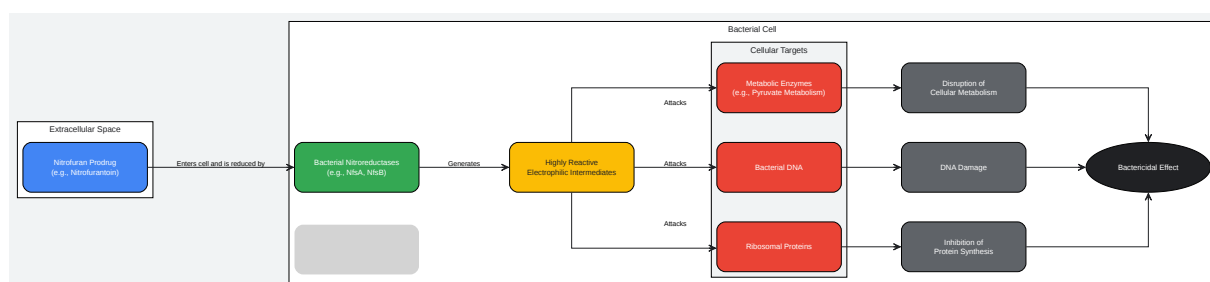 Bacterial Cell
Cellular Targets
Metabolic Enzymes
(e.g., Pyruvate Metabolism)
Disruption of
Cellular Metabolism
Attacks
Extracellular Space
Nitrofuran Prodrug
(e.g., Nitrofurantoin)
Enters cell and is reduced by
Bacterial Nitroreductases
(e.g., NfsA, NfsB)
Generates
Highly Reactive
Electrophilic Intermediates
Attacks
Bacterial DNA
DNA Damage
Bactericidal Effect
Attacks
Ribosomal Proteins
Inhibition of
Protein Synthesis